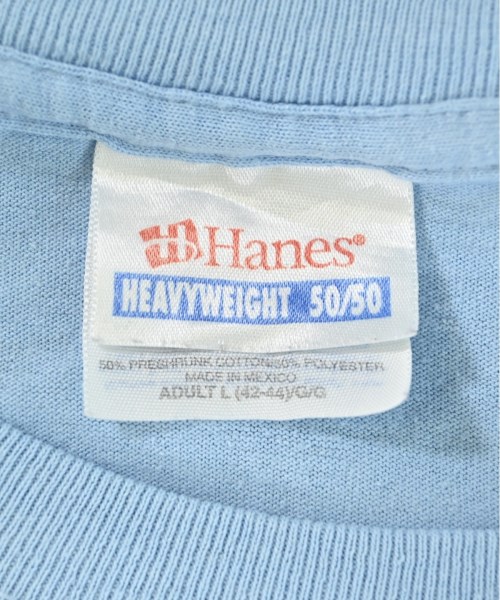 Hanes®
HEAVYWEIGHT 50/50
50% PRESHRUNK COTTON/50% POLYESTER
MADE IN MEXICO
ADULT L (42-44)/G/G